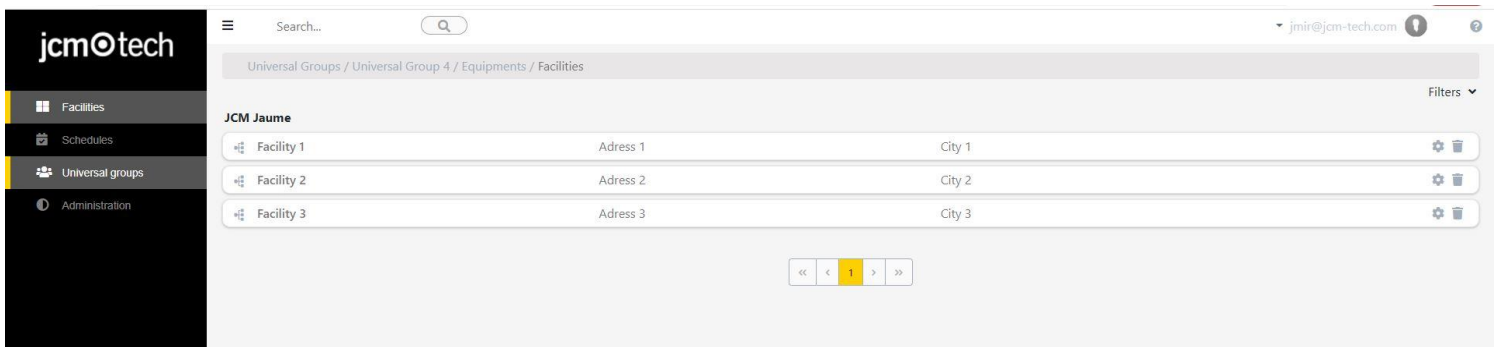 jcm tech
Search...
jmir@jcm-tech.com
Universal Groups / Universal Group 4 / Equipments / Facilities
Filters
Facilities
Schedules
Universal groups
Administration
JCM Jaume
Facility 1 Adress 1 City 1
Facility 2 Adress 2 City 2
Facility 3 Adress 3 City 3
« < 1 > »